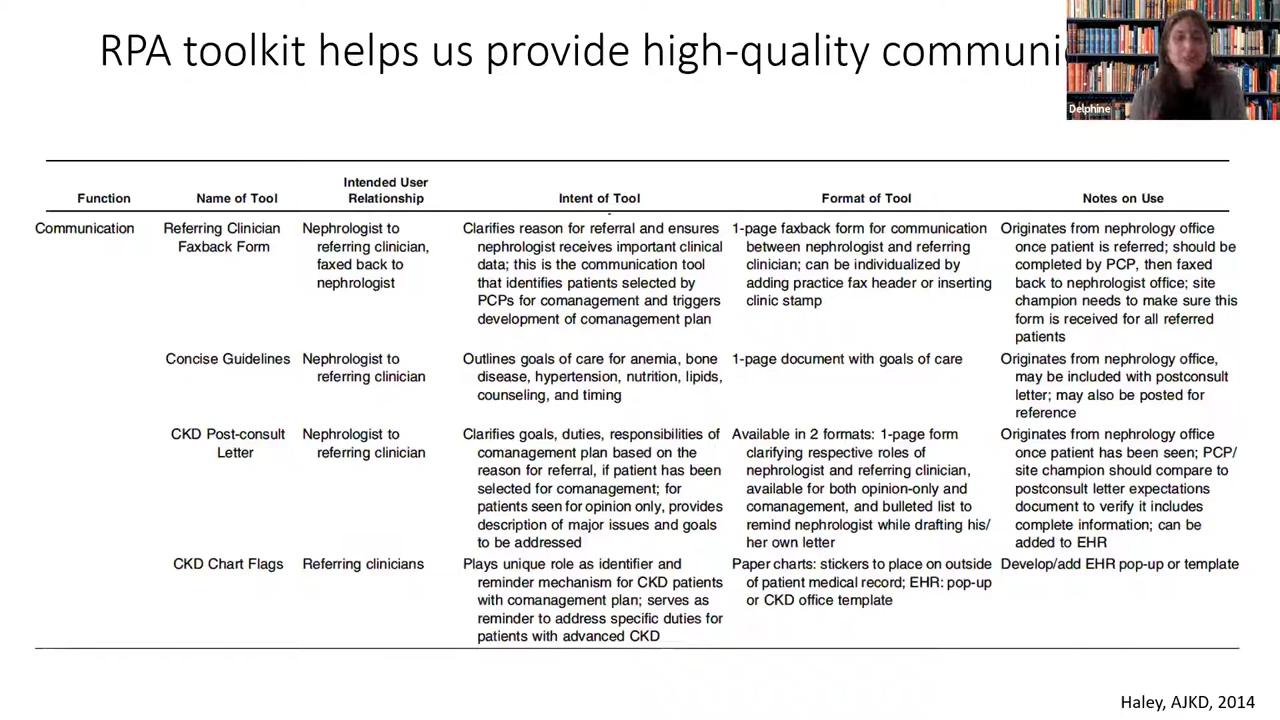 RPA toolkit helps us provide high-quality communi
Delphine
Function Name of Tool Intended User Relationship Intent of Tool Format of Tool Notes on Use
Communication
Referring Clinician
Faxback Form
Nephrologist to
referring clinician,
faxed back to
nephrologist
Clarifies reason for referral and ensures
nephrologist receives important clinical
data; this is the communication tool
that identifies patients selected by
PCPs for comanagement and triggers
development of comanagement plan
1-page faxback form for communication
between nephrologist and referring
clinician; can be individualized by
adding practice fax header or inserting
clinic stamp
Originates from nephrology office
once patient is referred; should be
completed by PCP, then faxed
back to nephrologist office; site
champion needs to make sure this
form is received for all referred
patients
Concise Guidelines
Nephrologist to
referring clinician
Outlines goals of care for anemia, bone
disease, hypertension, nutrition, lipids,
counseling, and timing
1-page document with goals of care
Originates from nephrology office,
may be included with postconsult
letter; may also be posted for
reference
CKD Post-consult
Letter
Nephrologist to
referring clinician
Clarifies goals, duties, responsibilities of
comanagement plan based on the
reason for referral, if patient has been
selected for comanagement; for
patients seen for opinion only, provides
description of major issues and goals
to be addressed
Available in 2 formats: 1-page form
clarifying respective roles of
nephrologist and referring clinician,
available for both opinion-only and
comanagement, and bulleted list to
remind nephrologist while drafting his/
her own letter
Originates from nephrology office
once patient has been seen; PCP/
site champion should compare to
postconsult letter expectations
document to verify it includes
complete information; can be
added to EHR
CKD Chart Flags
Referring clinicians
Plays unique role as identifier and
reminder mechanism for CKD patients
with comanagement plan; serves as
reminder to address specific duties for
patients with advanced CKD
Paper charts: stickers to place on outside
of patient medical record; EHR: pop-up
or CKD office template
Develop/add EHR pop-up or template
Haley, AJKD, 2014